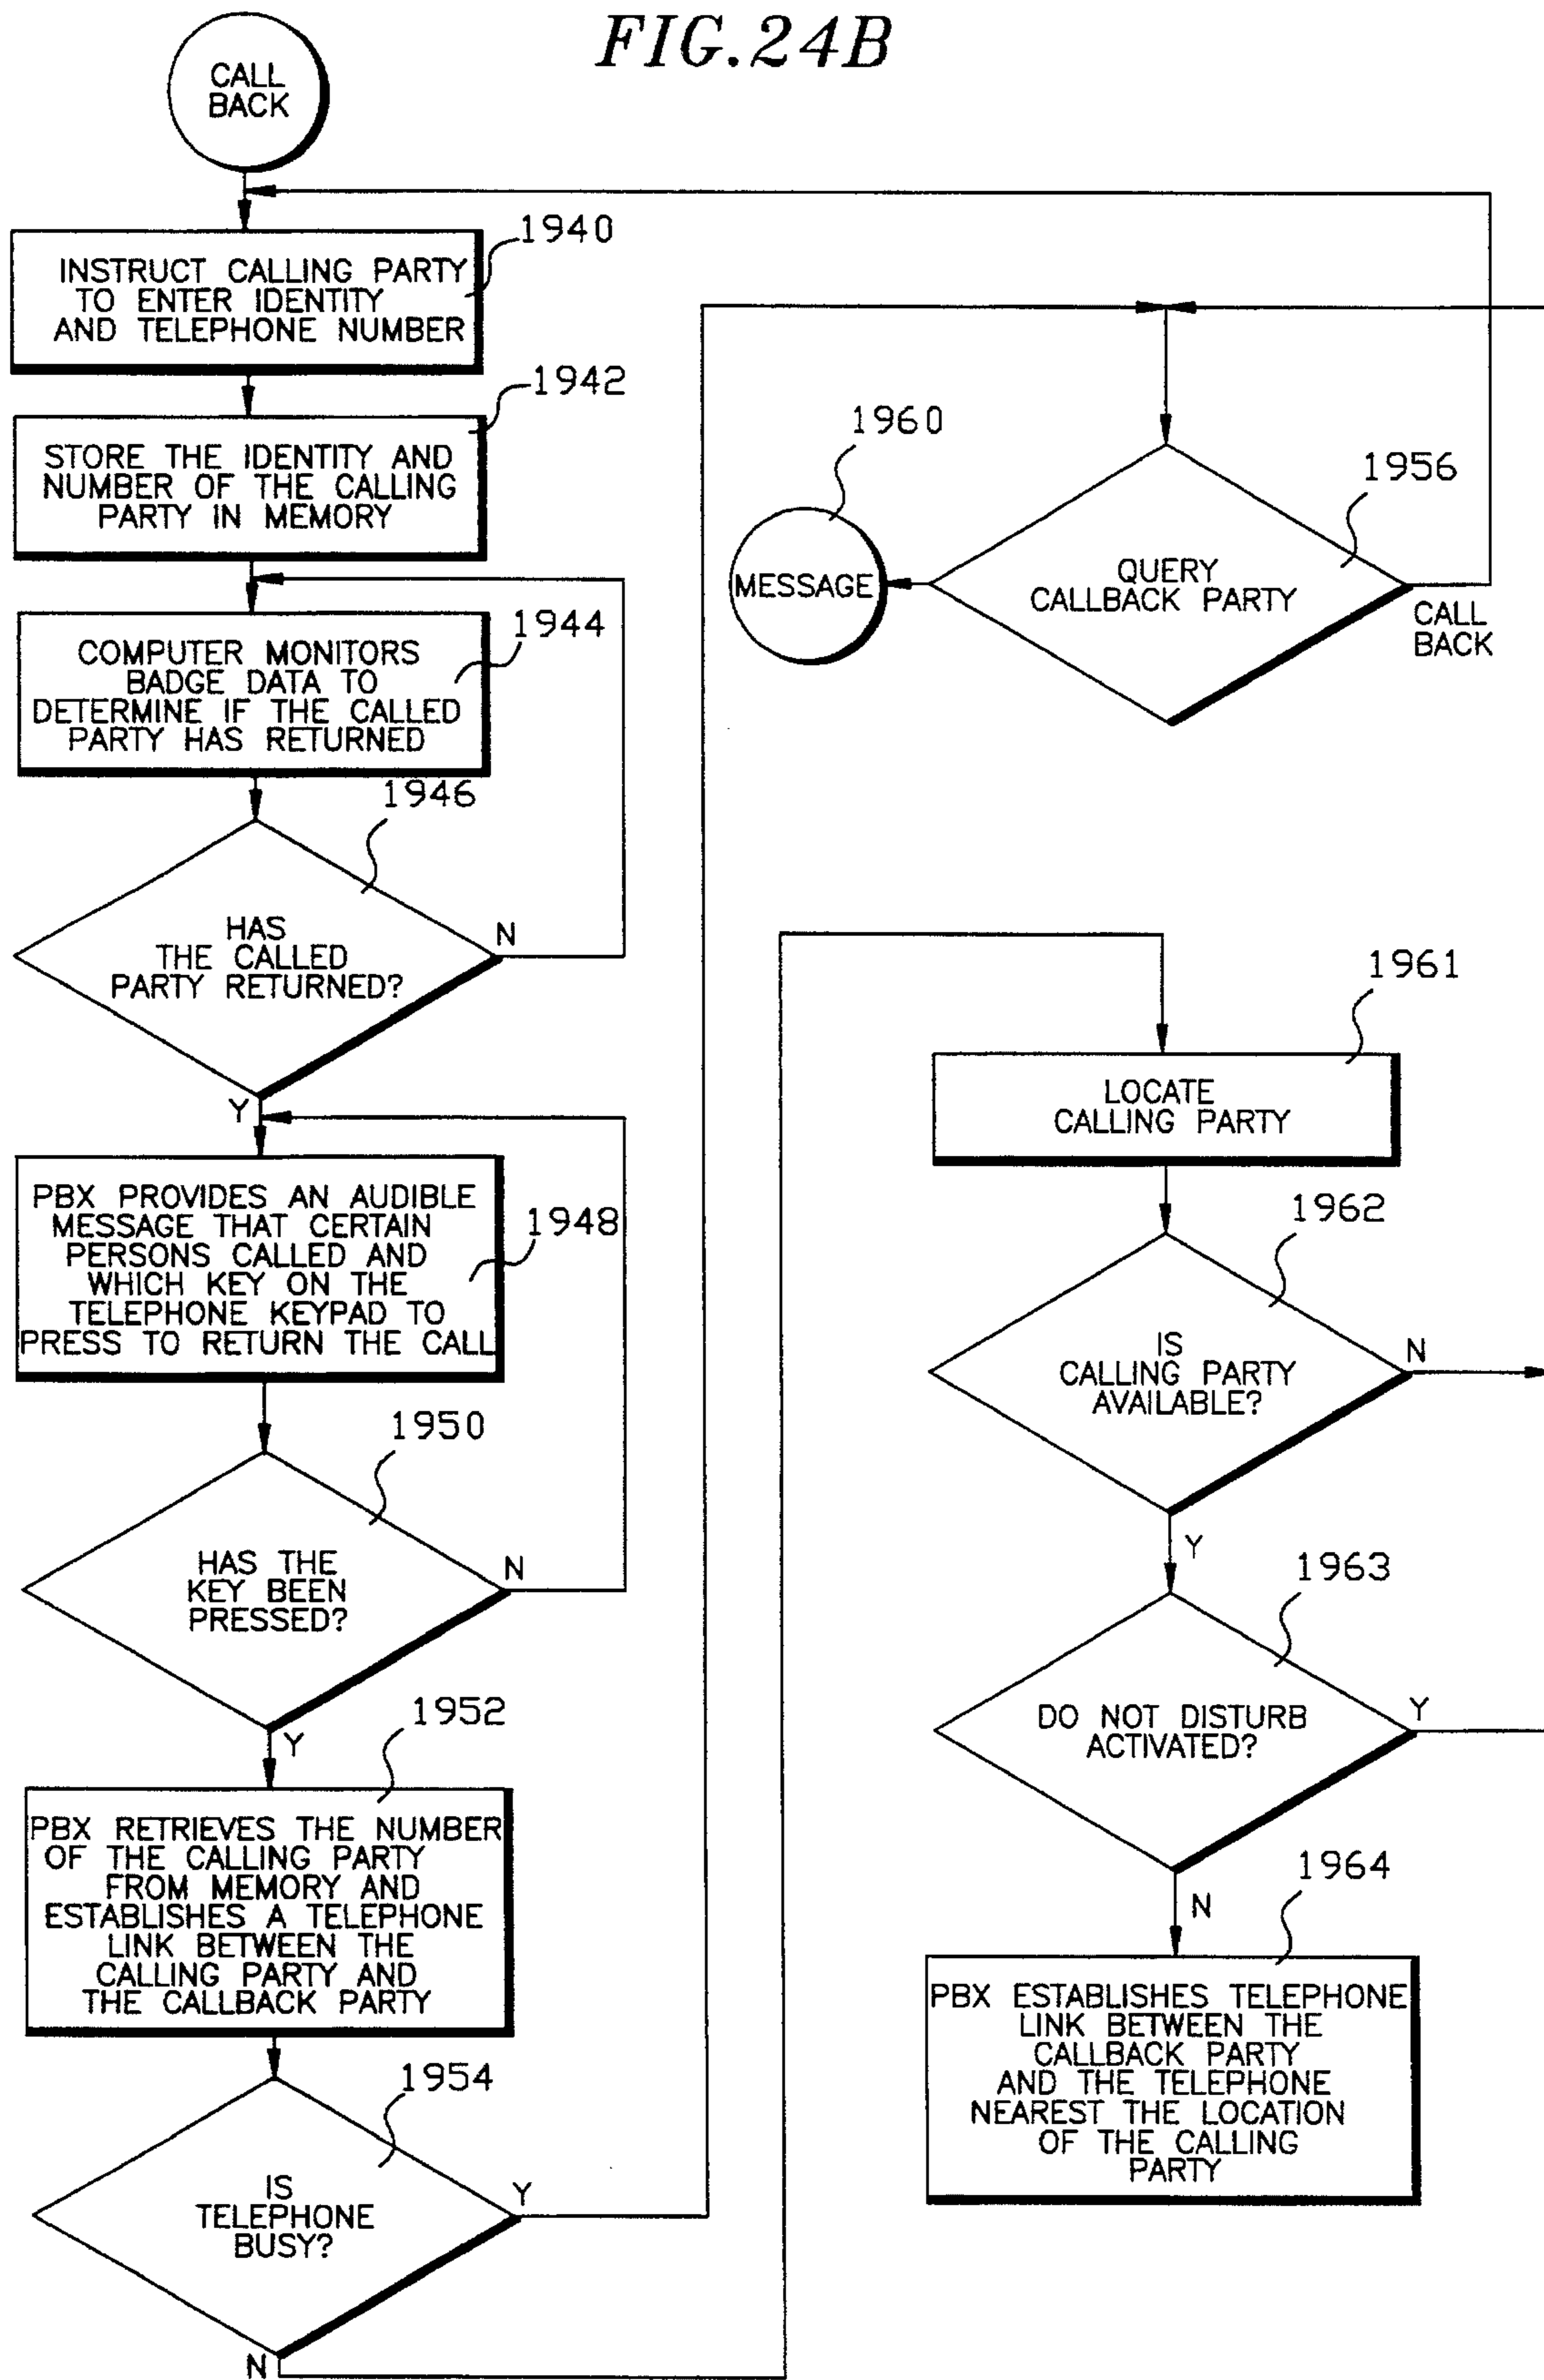 FIG.24B
CALL
BACK
1940
INSTRUCT CALLING PARTY
TO ENTER IDENTITY
AND TELEPHONE NUMBER
1942
STORE THE IDENTITY AND
NUMBER OF THE CALLING
PARTY IN MEMORY
1944
COMPUTER MONITORS
BADGE DATA TO
DETERMINE IF THE CALLED
PARTY HAS RETURNED
1946
HAS
THE CALLED
PARTY RETURNED?
N
Y
PBX PROVIDES AN AUDIBLE
MESSAGE THAT CERTAIN
PERSONS CALLED AND
WHICH KEY ON THE
TELEPHONE KEYPAD TO
PRESS TO RETURN THE CALL
1948
1950
HAS THE
KEY BEEN
PRESSED?
N
Y
1952
PBX RETRIEVES THE NUMBER
OF THE CALLING PARTY
FROM MEMORY AND
ESTABLISHES A TELEPHONE
LINK BETWEEN THE
CALLING PARTY AND
THE CALLBACK PARTY
1954
IS
TELEPHONE
BUSY?
Y
N
1960
MESSAGE
1956
QUERY
CALLBACK PARTY
CALL
BACK
1961
LOCATE
CALLING PARTY
1962
IS
CALLING PARTY
AVAILABLE?
N
Y
1963
DO NOT DISTURB
ACTIVATED?
Y
N
1964
PBX ESTABLISHES TELEPHONE
LINK BETWEEN THE
CALLBACK PARTY
AND THE TELEPHONE
NEAREST THE LOCATION
OF THE CALLING
PARTY